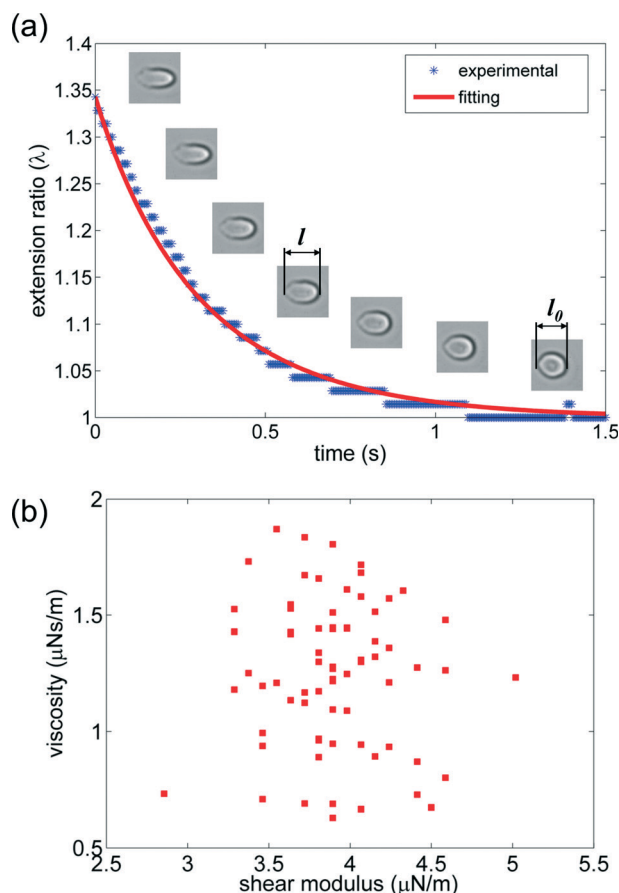 (a)
1.4
1.35
1.3
1.25
1.2
1.15
1.1
1.05
1
extension ratio (λ)
experimental
fitting
l
l0
0
0.5
1
1.5
time (s)
(b)
2
1.5
1
0.5
viscosity (μNs/m)
2.5
3
3.5
4
4.5
5
5.5
shear modulus (μN/m)